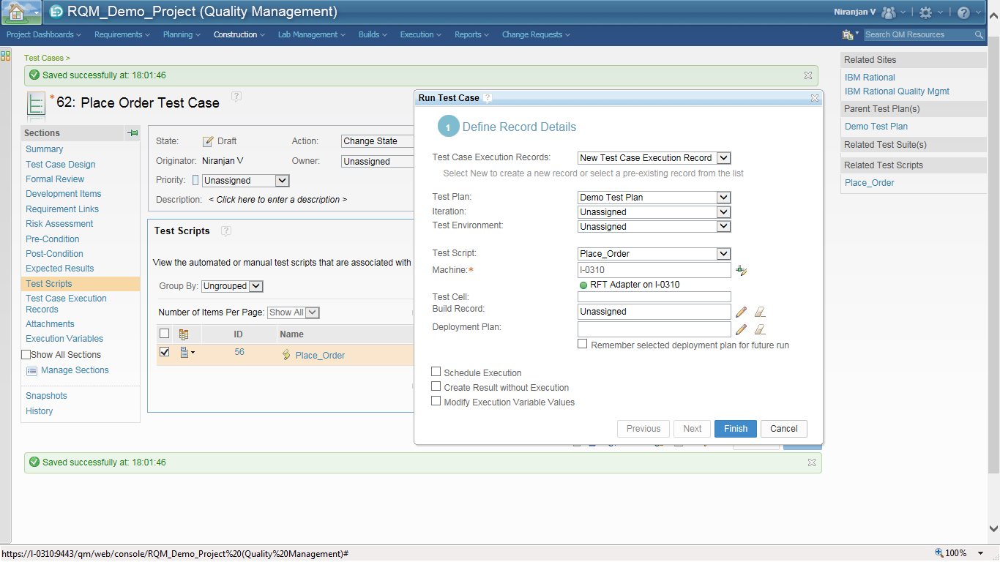 RQM_Demo_Project (Quality Management)
Niranjan V
Project Dashboards
Requirements
Planning
Construction
Lab Management
Builds
Execution
Reports
Change Requests
Search QM Resources
Test Cases >
Saved successfully at: 18:01:46
*62: Place Order Test Case
?
Sections
Summary
Test Case Design
Formal Review
Development Items
Requirement Links
Risk Assessment
Pre-Condition
Post-Condition
Expected Results
Test Scripts
Test Case Execution
Records
Attachments
Execution Variables
Show All Sections
Manage Sections
Snapshots
History
State: Draft Action: Change State
Originator: Niranjan V Owner: Unassigned
Priority: Unassigned
Description: < Click here to enter a description >
Test Scripts ?
View the automated or manual test scripts that are associated with
Group By: Ungrouped
Number of Items Per Page: Show All
ID Name
56 Place_Order
Run Test Case ?
1 Define Record Details
Test Case Execution Records: New Test Case Execution Record
Select New to create a new record or select a pre-existing record from the list
Test Plan: Demo Test Plan
Iteration: Unassigned
Test Environment: Unassigned
Test Script: Place_Order
Machine:* I-0310
RFT Adapter on I-0310
Test Cell:
Build Record: Unassigned
Deployment Plan:
Remember selected deployment plan for future run
Schedule Execution
Create Result without Execution
Modify Execution Variable Values
Previous Next Finish Cancel
Saved successfully at: 18:01:46
Related Sites
IBM Rational
IBM Rational Quality Mgmt
Parent Test Plan(s)
Demo Test Plan
Related Test Suite(s)
Related Test Scripts
Place_Order
https://I-0310:9443/qm/web/console/RQM_Demo_Project%20(Quality%20Management)#
100%